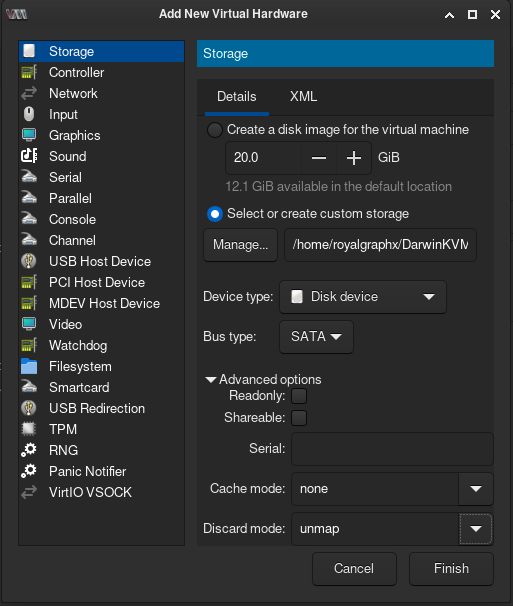 Add New Virtual Hardware
Storage
Controller
Network
Input
Graphics
Sound
Serial
Parallel
Console
Channel
USB Host Device
PCI Host Device
MDEV Host Device
Video
Watchdog
Filesystem
Smartcard
USB Redirection
TPM
RNG
Panic Notifier
VirtIO VSOCK
Storage
Details XML
Create a disk image for the virtual machine
20.0 GiB
12.1 GiB available in the default location
Select or create custom storage
Manage... /home/royalgraphx/DarwinKVM
Device type: Disk device
Bus type: SATA
Advanced options
Readonly:
Shareable:
Serial:
Cache mode: none
Discard mode: unmap
Cancel Finish